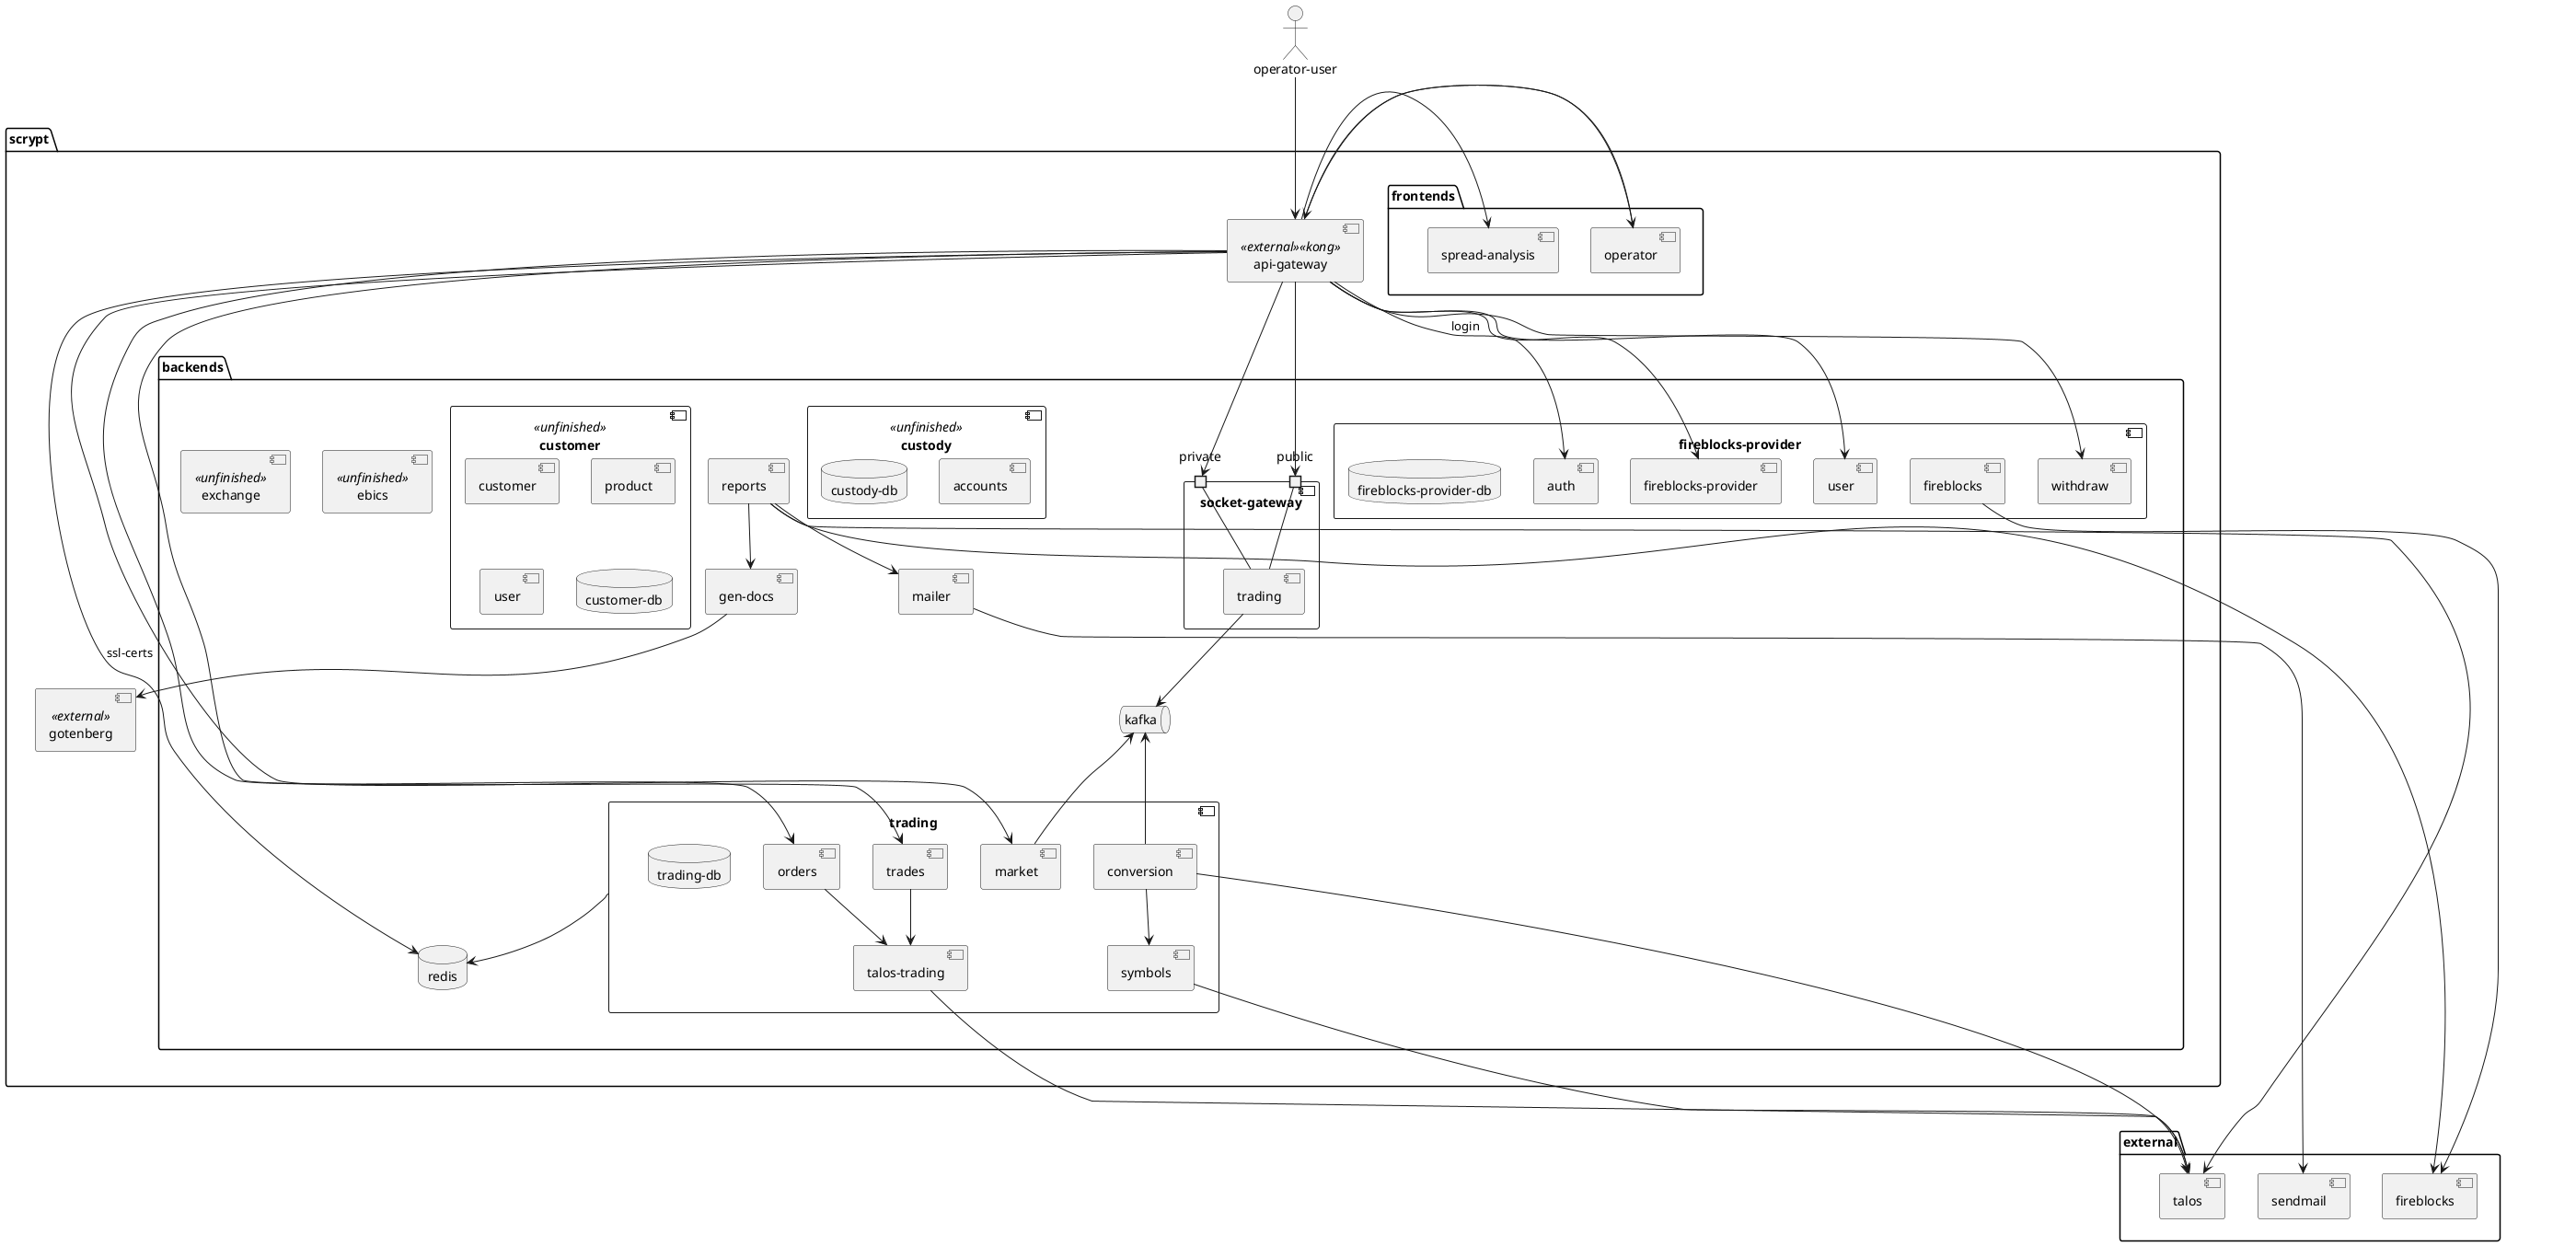 operator-user
scrypt
frontends
«external»«kong»
api-gateway
spread-analysis
operator
login
backends
«unfinished»
exchange
«unfinished»
ebics
«unfinished»
customer
customer
product
user
customer-db
reports
«unfinished»
custody
custody-db
accounts
private
public
socket-gateway
trading
fireblocks-provider
fireblocks-provider-db
auth
fireblocks-provider
user
fireblocks
withdraw
gen-docs
mailer
ssl-certs
«external»
gotenberg
kafka
trading
trading-db
orders
trades
market
conversion
redis
talos-trading
symbols
external
talos
sendmail
fireblocks